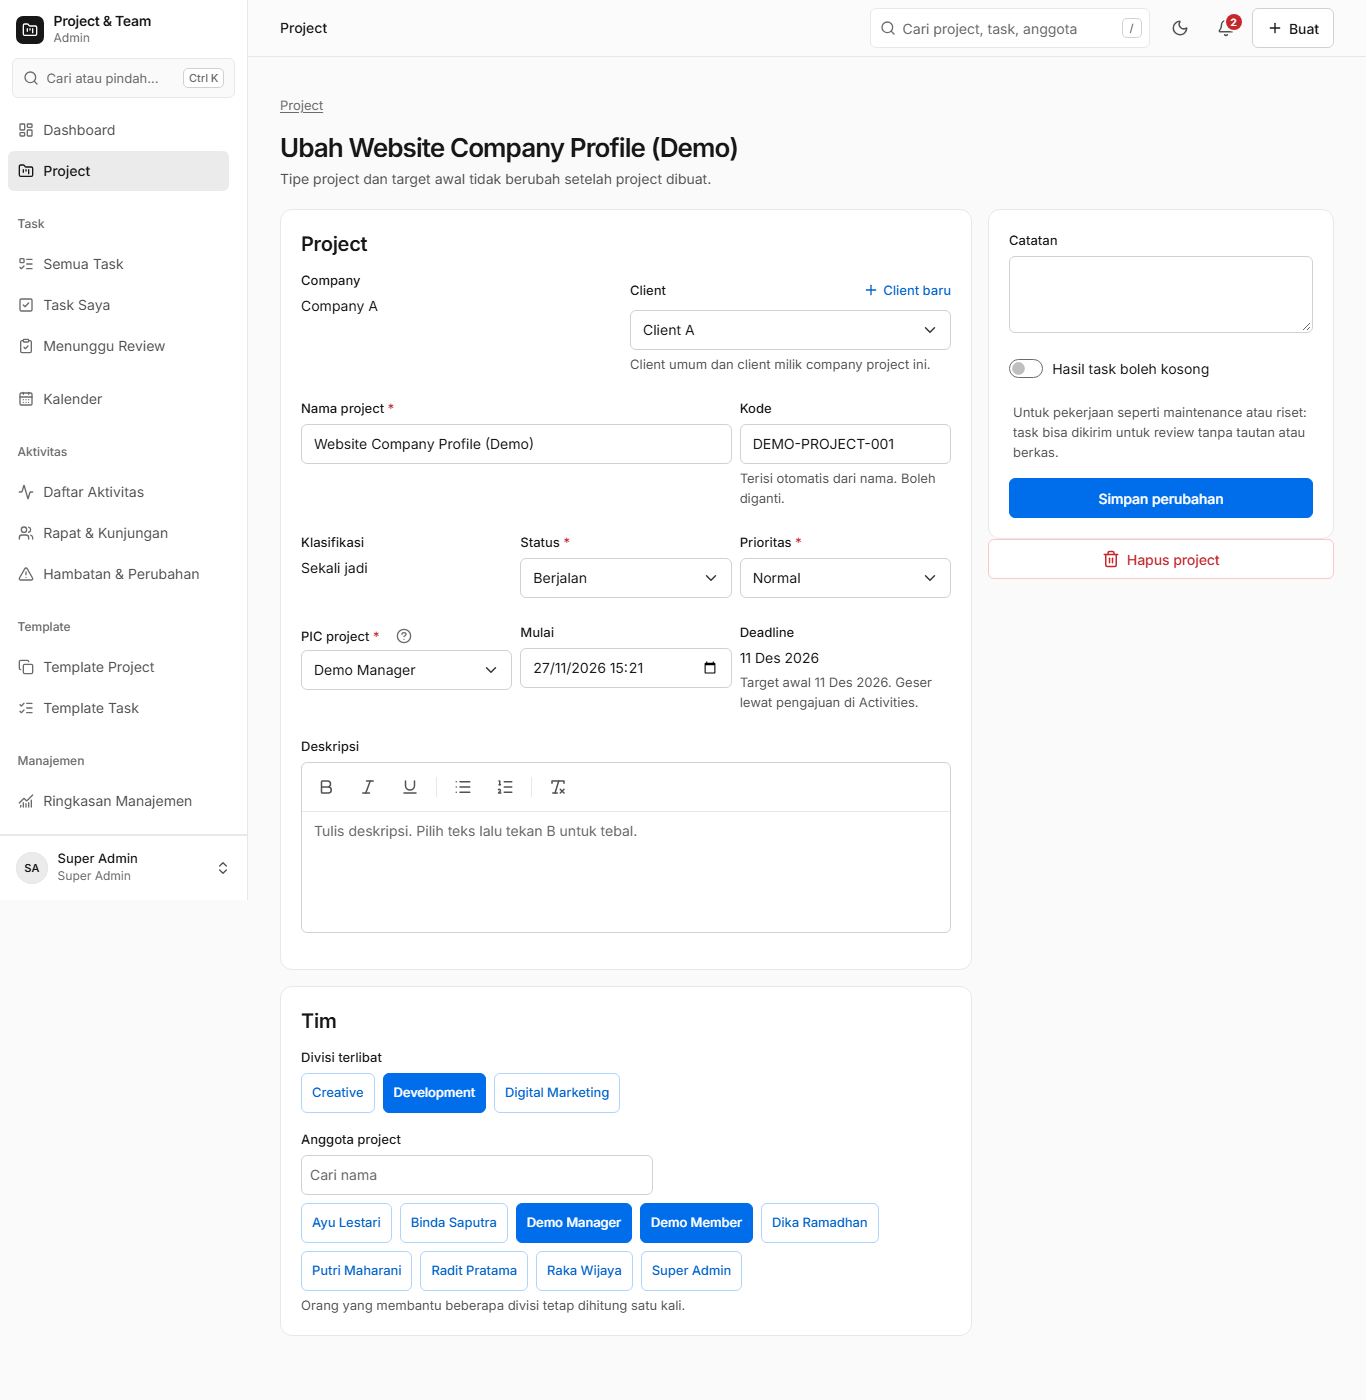 Project & Team
Admin
Cari atau pindah...
Ctrl K
Dashboard
Project
Task
Semua Task
Task Saya
Menunggu Review
Kalender
Aktivitas
Daftar Aktivitas
Rapat & Kunjungan
Hambatan & Perubahan
Template
Template Project
Template Task
Manajemen
Ringkasan Manajemen
SA
Super Admin
Super Admin
Project
Cari project, task, anggota
/
2
Buat
Project
Ubah Website Company Profile (Demo)
Tipe project dan target awal tidak berubah setelah project dibuat.
Project
Company
Company A
Client
Client baru
Client A
Client umum dan client milik company project ini.
Nama project *
Website Company Profile (Demo)
Kode
DEMO-PROJECT-001
Terisi otomatis dari nama. Boleh
diganti.
Klasifikasi
Sekali jadi
Status *
Berjalan
Prioritas *
Normal
PIC project *
Demo Manager
Mulai
27/11/2026 15:21
Deadline
11 Des 2026
Target awal 11 Des 2026. Geser
lewat pengajuan di Activities.
Deskripsi
Tulis deskripsi. Pilih teks lalu tekan B untuk tebal.
Tim
Divisi terlibat
Creative
Development
Digital Marketing
Anggota project
Cari nama
Ayu Lestari
Binda Saputra
Demo Manager
Demo Member
Dika Ramadhan
Putri Maharani
Radit Pratama
Raka Wijaya
Super Admin
Orang yang membantu beberapa divisi tetap dihitung satu kali.
Catatan
Hasil task boleh kosong
Untuk pekerjaan seperti maintenance atau riset:
task bisa dikirim untuk review tanpa tautan atau
berkas.
Simpan perubahan
Hapus project